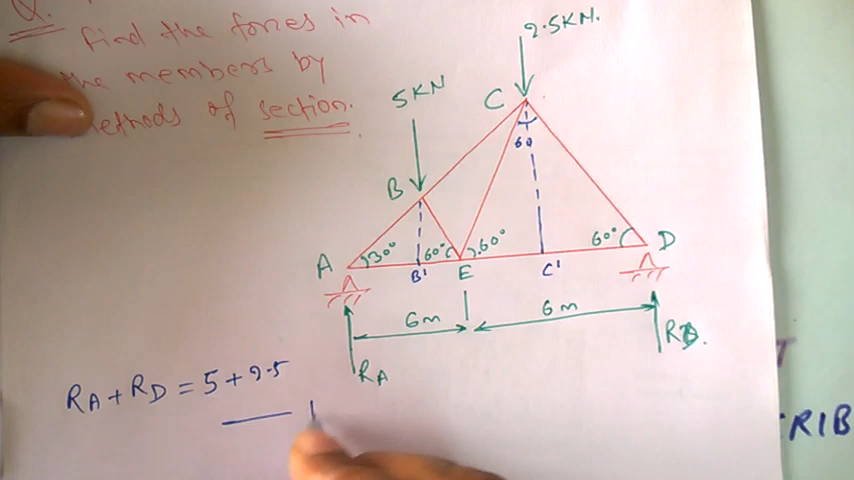 Q.
find the forces in
the members by
methods of section.
2.5KN.
5KN
C
60
B
A
30°
60°
60°
60°
D
B'
E
C'
6m
6m
RA
RD.
RA + RD = 5 + 2.5
RIB